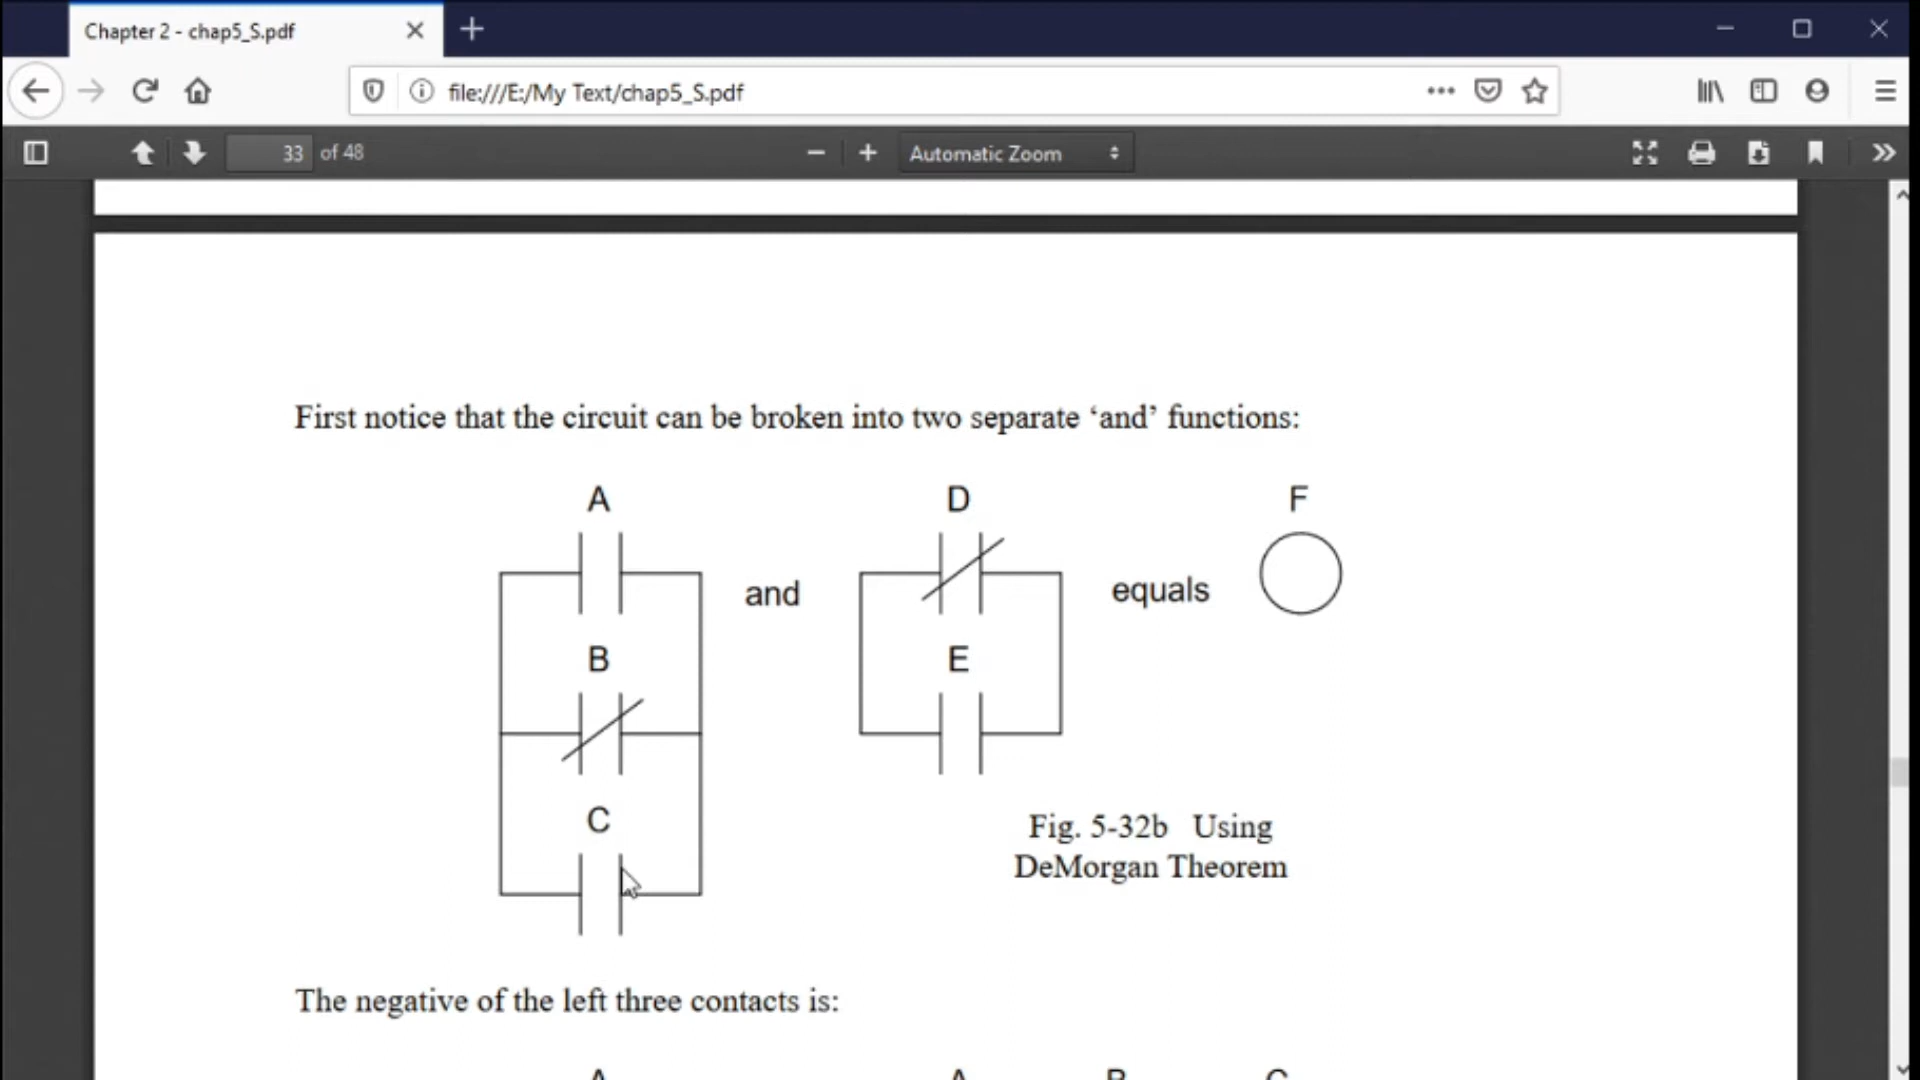 Chapter 2 - chap5_S.pdf
file:///E:/My Text/chap5_S.pdf
33 of 48
Automatic Zoom
First notice that the circuit can be broken into two separate ‘and’ functions:
A D F
and equals
B E
C
Fig. 5-32b Using
DeMorgan Theorem
The negative of the left three contacts is:
A A B C